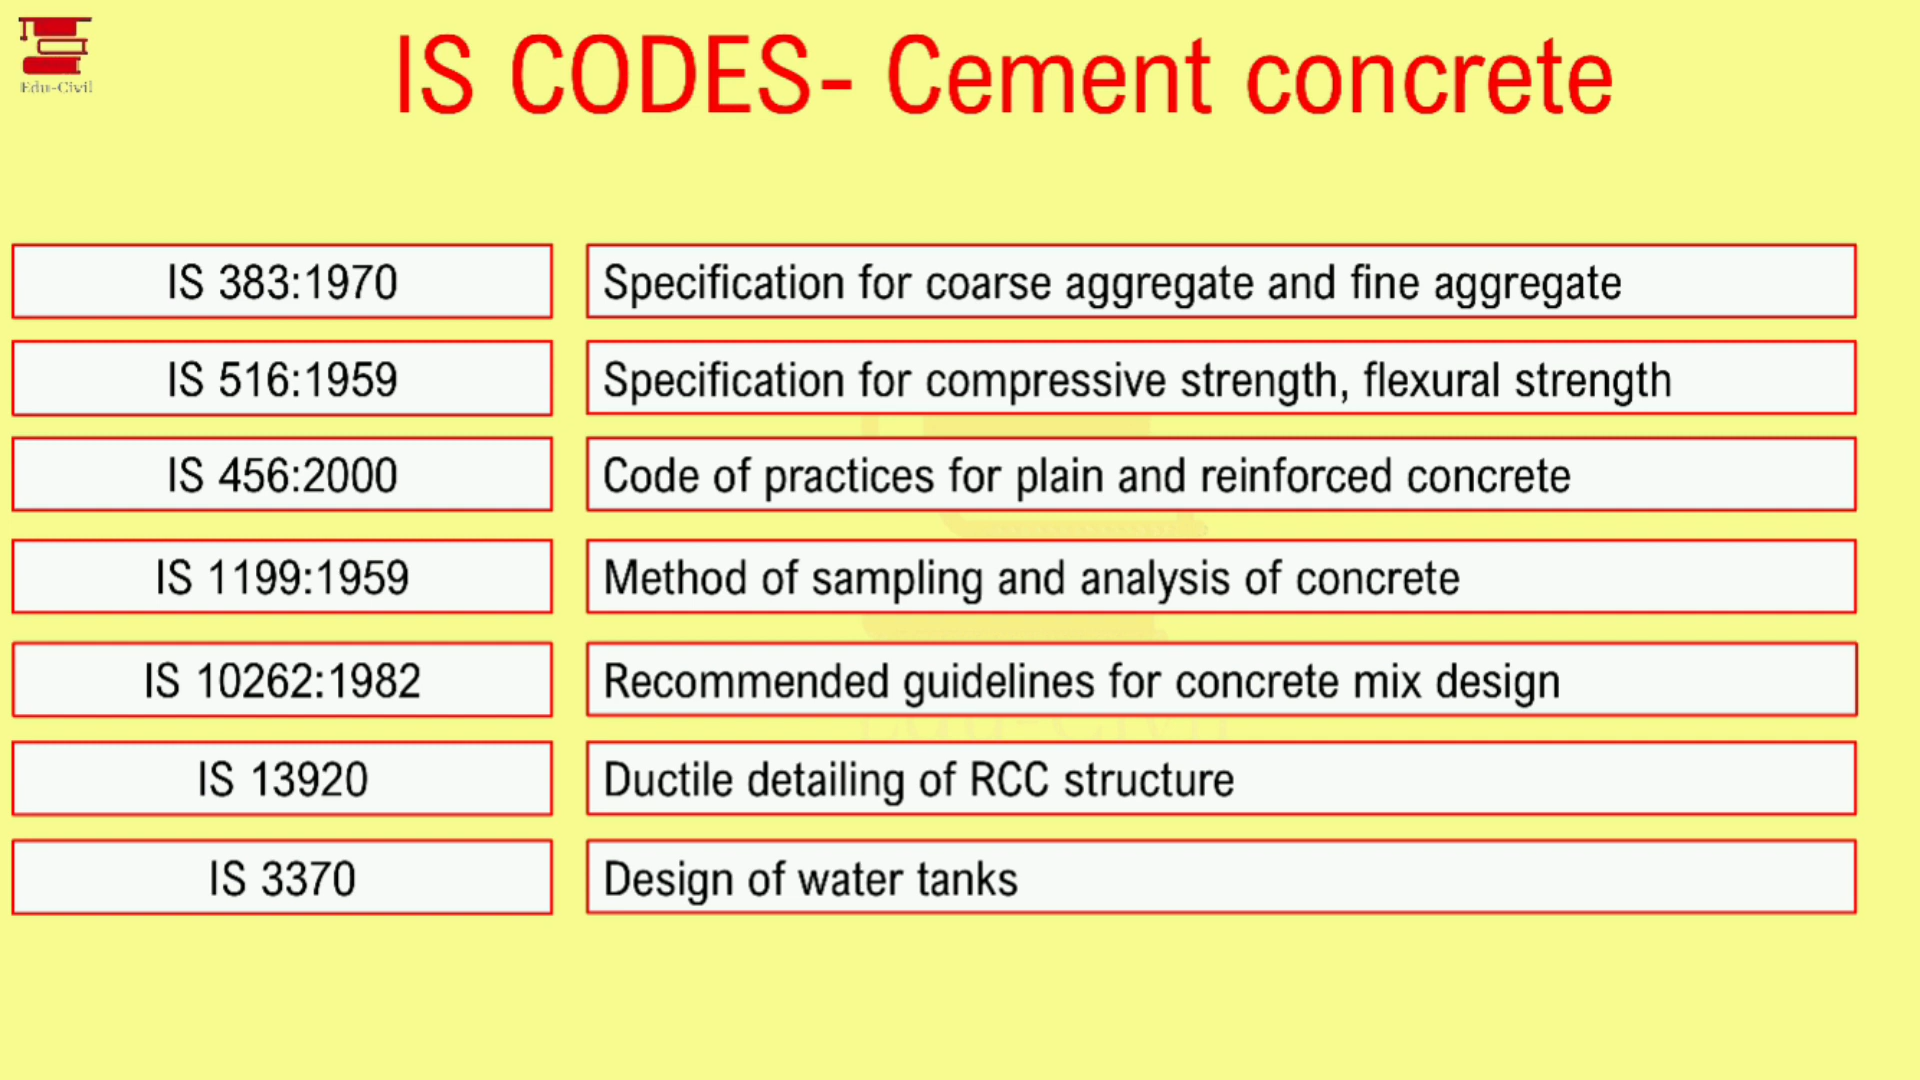 Edu-Civil
IS CODES- Cement concrete
IS 383:1970 Specification for coarse aggregate and fine aggregate
IS 516:1959 Specification for compressive strength, flexural strength
IS 456:2000 Code of practices for plain and reinforced concrete
IS 1199:1959 Method of sampling and analysis of concrete
IS 10262:1982 Recommended guidelines for concrete mix design
IS 13920 Ductile detailing of RCC structure
IS 3370 Design of water tanks